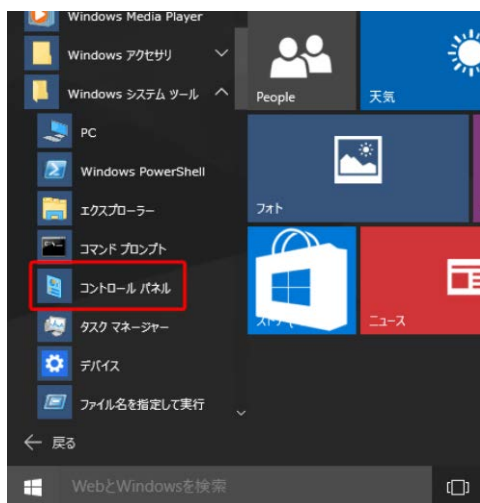 Windows Media Player
Windows アクセサリ
Windows システム ツール
PC
Windows PowerShell
エクスプローラー
コマンド プロンプト
コントロール パネル
タスク マネージャー
デバイス
ファイル名を指定して実行
戻る
WebとWindowsを検索
People
天気
フォト
ニュース